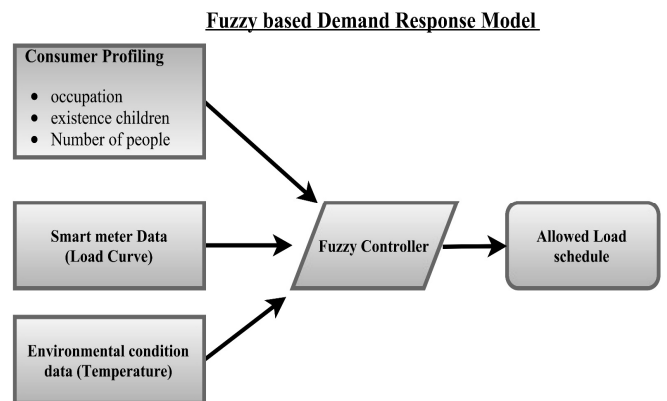 Fuzzy based Demand Response Model
Consumer Profiling
• occupation
• existence children
• Number of people
Smart meter Data
(Load Curve)
Fuzzy Controller
Allowed Load
schedule
Environmental condition
data (Temperature)